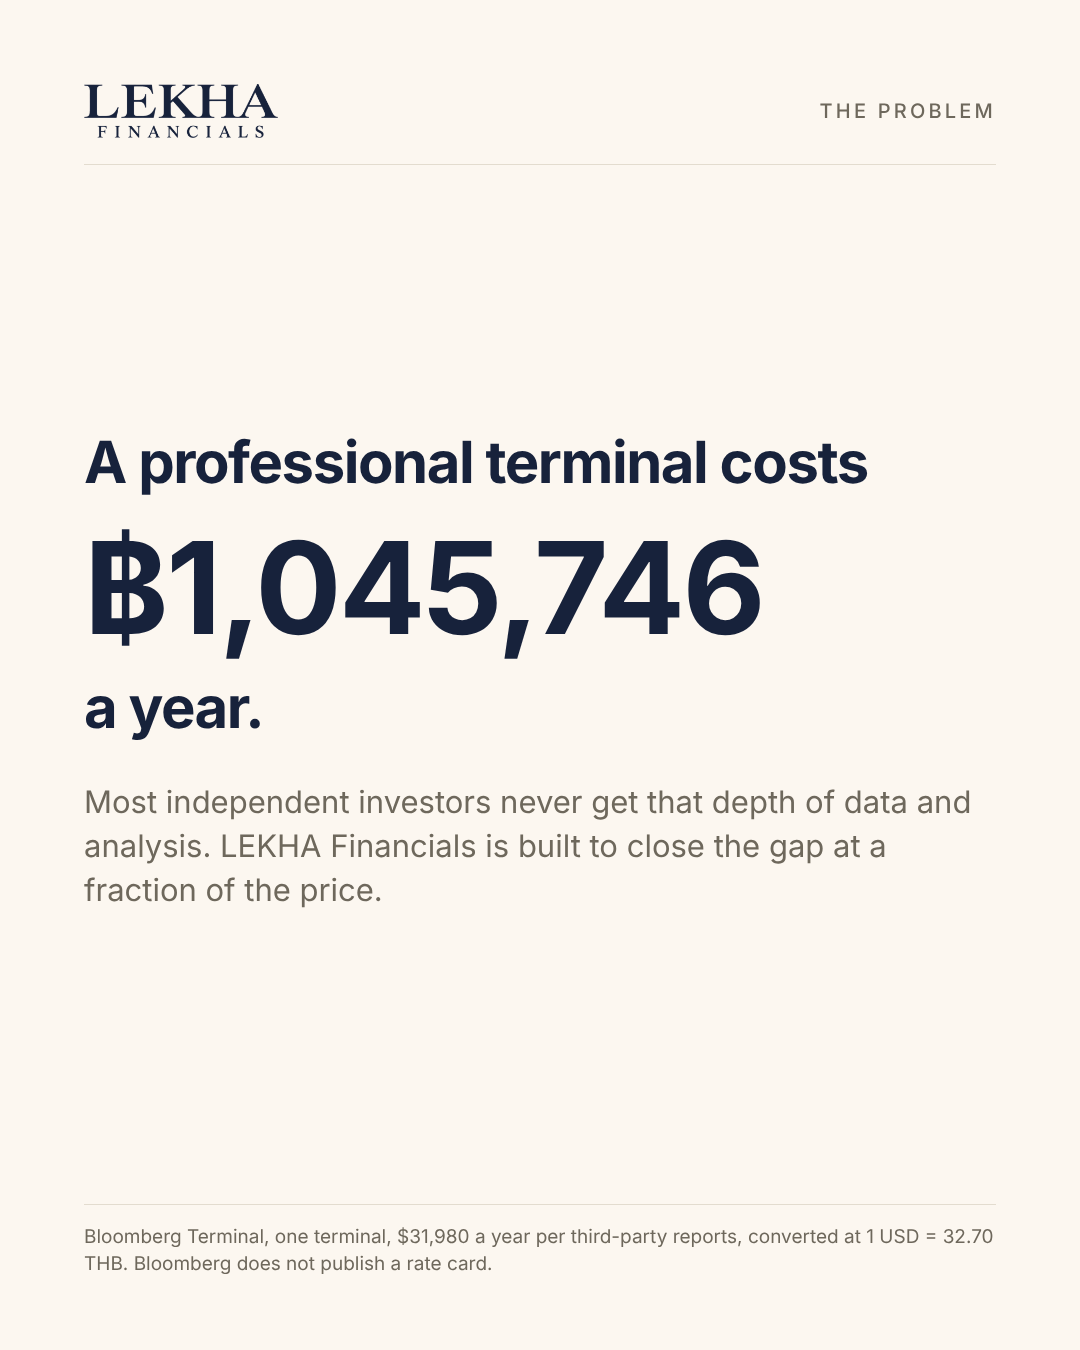 LEKHA
FINANCIALS
THE PROBLEM
A professional terminal costs
฿1,045,746
a year.
Most independent investors never get that depth of data and
analysis. LEKHA Financials is built to close the gap at a
fraction of the price.
Bloomberg Terminal, one terminal, $31,980 a year per third-party reports, converted at 1 USD = 32.70
THB. Bloomberg does not publish a rate card.